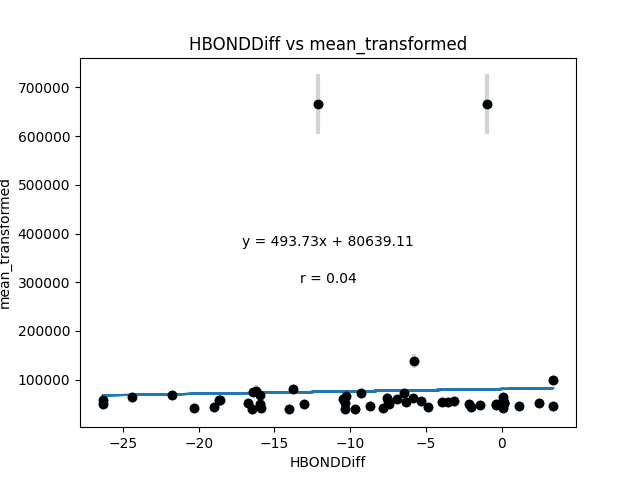 HBONDDiff vs mean_transformed
700000
600000
500000
400000
300000
200000
100000
mean_transformed
y = 493.73x + 80639.11
r = 0.04
−25 −20 −15 −10 −5 0
HBONDDiff